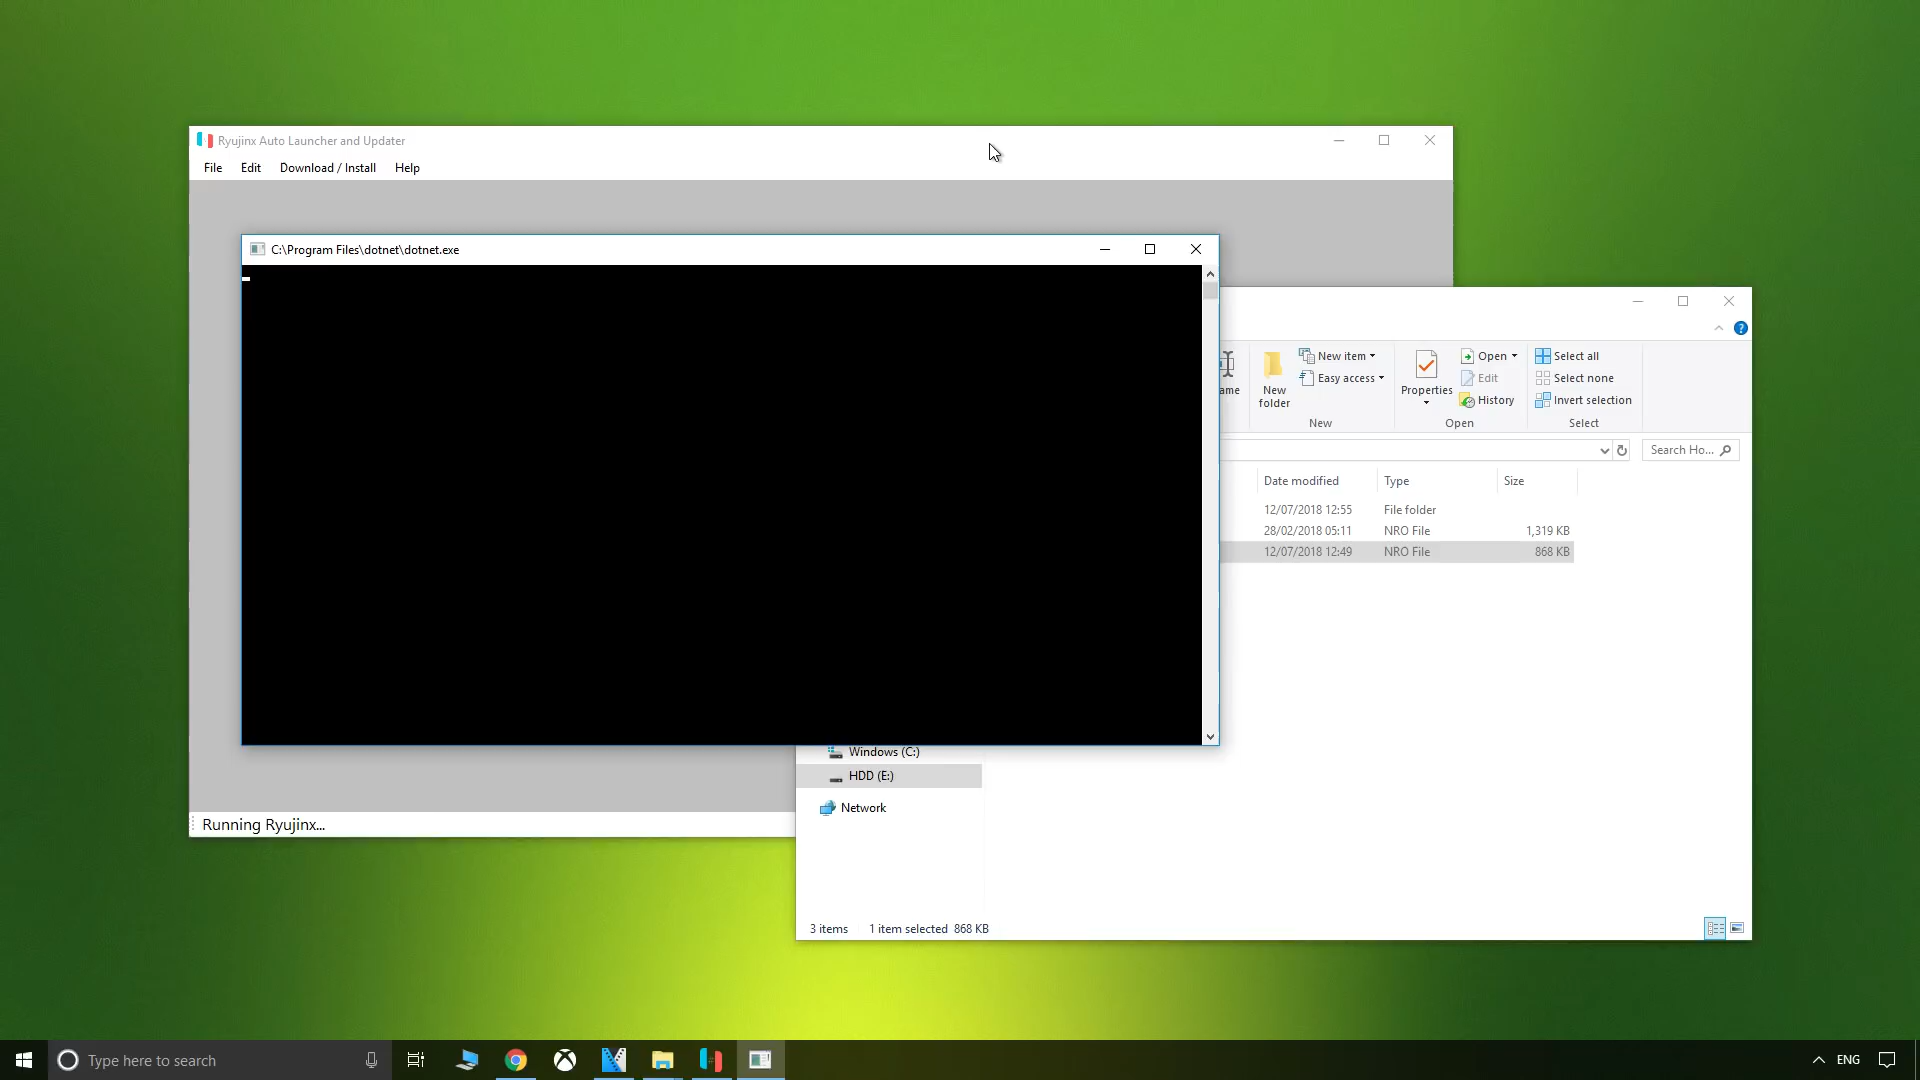 Ryujinx Auto Launcher and Updater
File Edit Download / Install Help
C:\Program Files\dotnet\dotnet.exe
ame
New folder
New item
Easy access
New
Properties
Open
Edit
History
Open
Select all
Select none
Invert selection
Select
Search Ho...
Date modified Type Size
12/07/2018 12:55 File folder
28/02/2018 05:11 NRO File 1,319 KB
12/07/2018 12:49 NRO File 868 KB
Windows (C:)
HDD (E:)
Network
Running Ryujinx...
3 items 1 item selected 868 KB
Type here to search
ENG